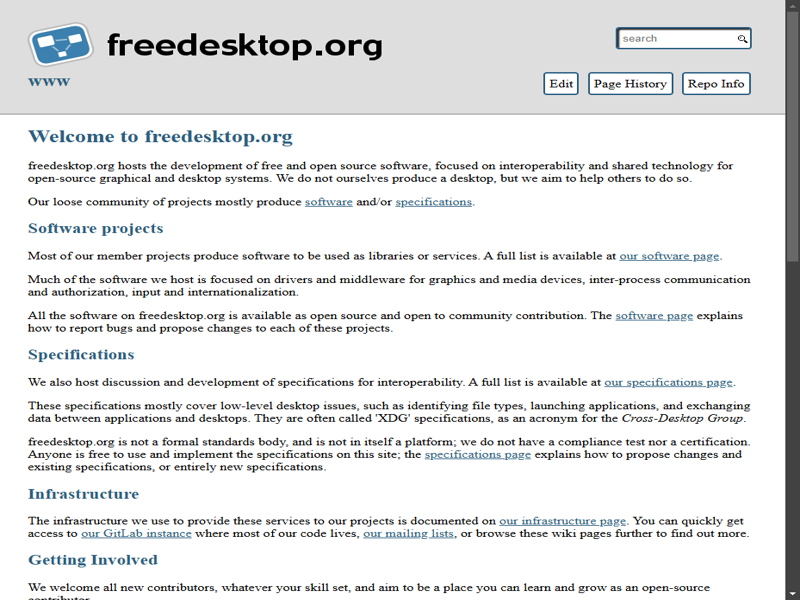 freedesktop.org
search
www
Edit
Page History
Repo Info
Welcome to freedesktop.org
freedesktop.org hosts the development of free and open source software, focused on interoperability and shared technology for
open-source graphical and desktop systems. We do not ourselves produce a desktop, but we aim to help others to do so.
Our loose community of projects mostly produce software and/or specifications.
Software projects
Most of our member projects produce software to be used as libraries or services. A full list is available at our software page.
Much of the software we host is focused on drivers and middleware for graphics and media devices, inter-process communication
and authorization, input and internationalization.
All the software on freedesktop.org is available as open source and open to community contribution. The software page explains
how to report bugs and propose changes to each of these projects.
Specifications
We also host discussion and development of specifications for interoperability. A full list is available at our specifications page.
These specifications mostly cover low-level desktop issues, such as identifying file types, launching applications, and exchanging
data between applications and desktops. They are often called 'XDG' specifications, as an acronym for the Cross-Desktop Group.
freedesktop.org is not a formal standards body, and is not in itself a platform; we do not have a compliance test nor a certification.
Anyone is free to use and implement the specifications on this site; the specifications page explains how to propose changes and
existing specifications, or entirely new specifications.
Infrastructure
The infrastructure we use to provide these services to our projects is documented on our infrastructure page. You can quickly get
access to our GitLab instance where most of our code lives, our mailing lists, or browse these wiki pages further to find out more.
Getting Involved
We welcome all new contributors, whatever your skill set, and aim to be a place you can learn and grow as an open-source
contributor